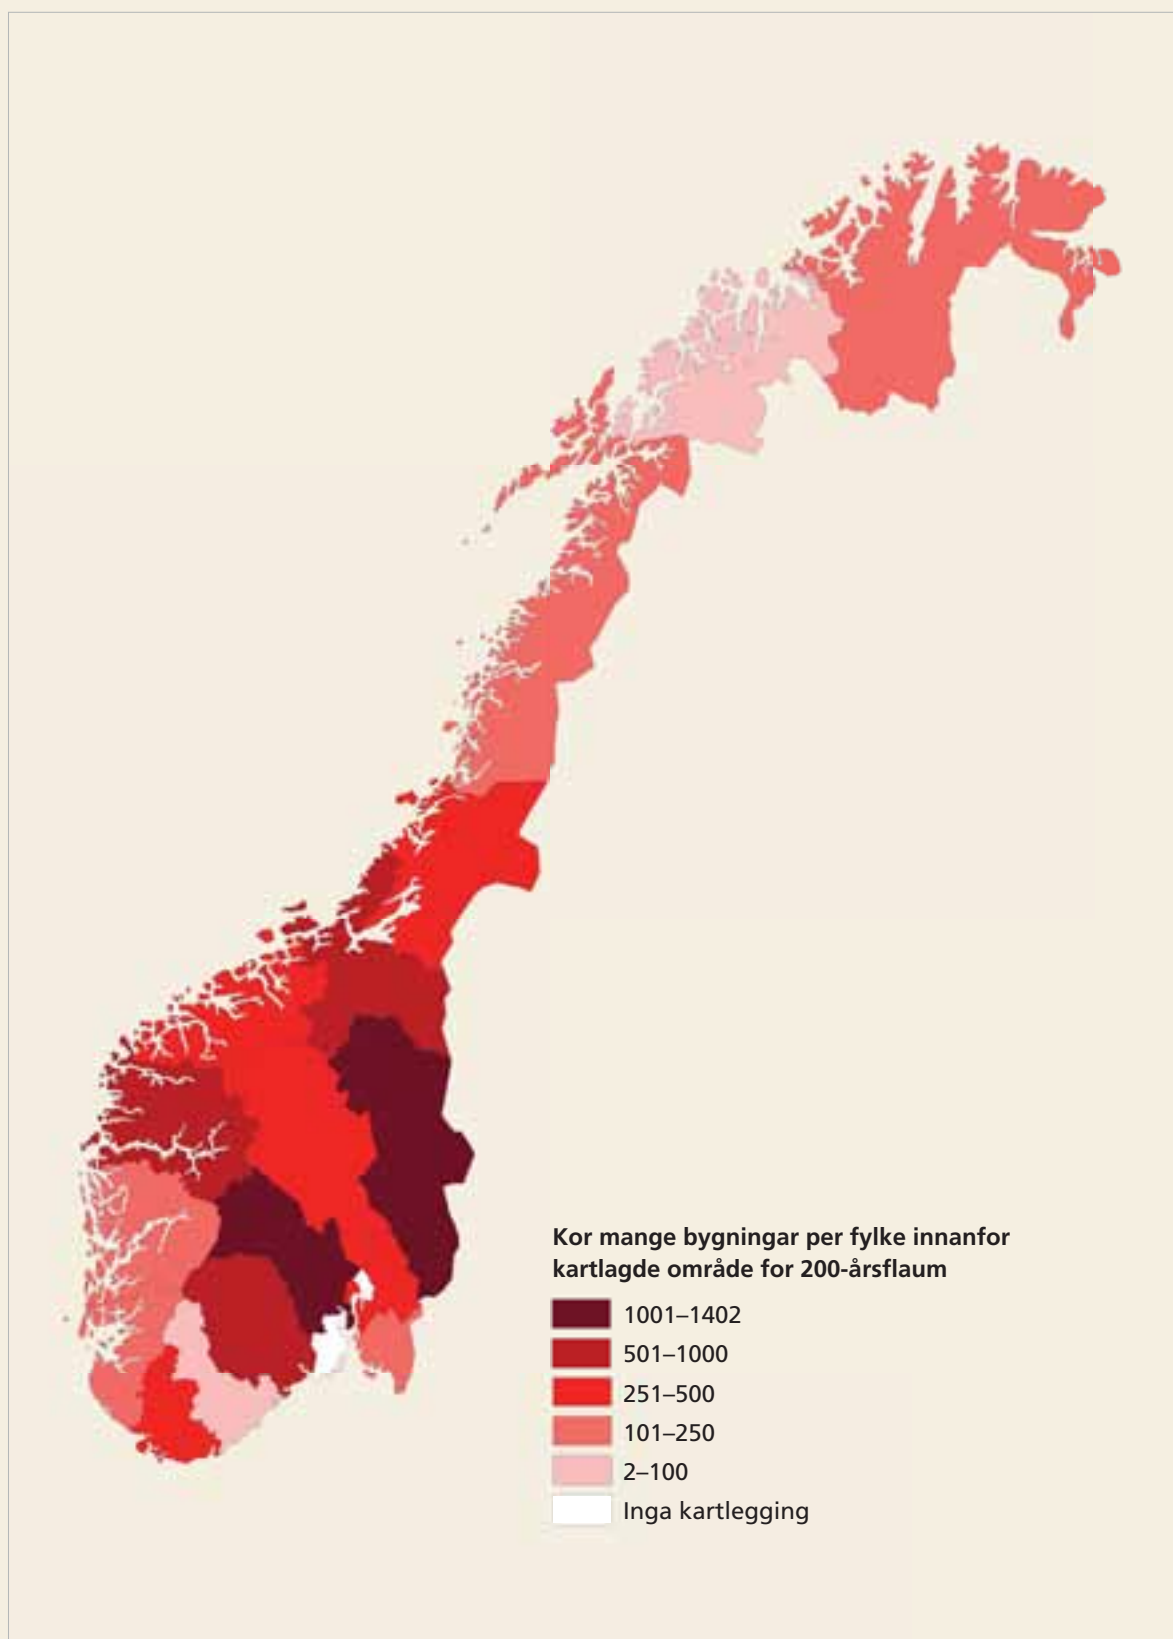 Kor mange bygningar per fylke innanfor
kartlagde område for 200-årsflaum
1001–1402
501–1000
251–500
101–250
2–100
Inga kartlegging